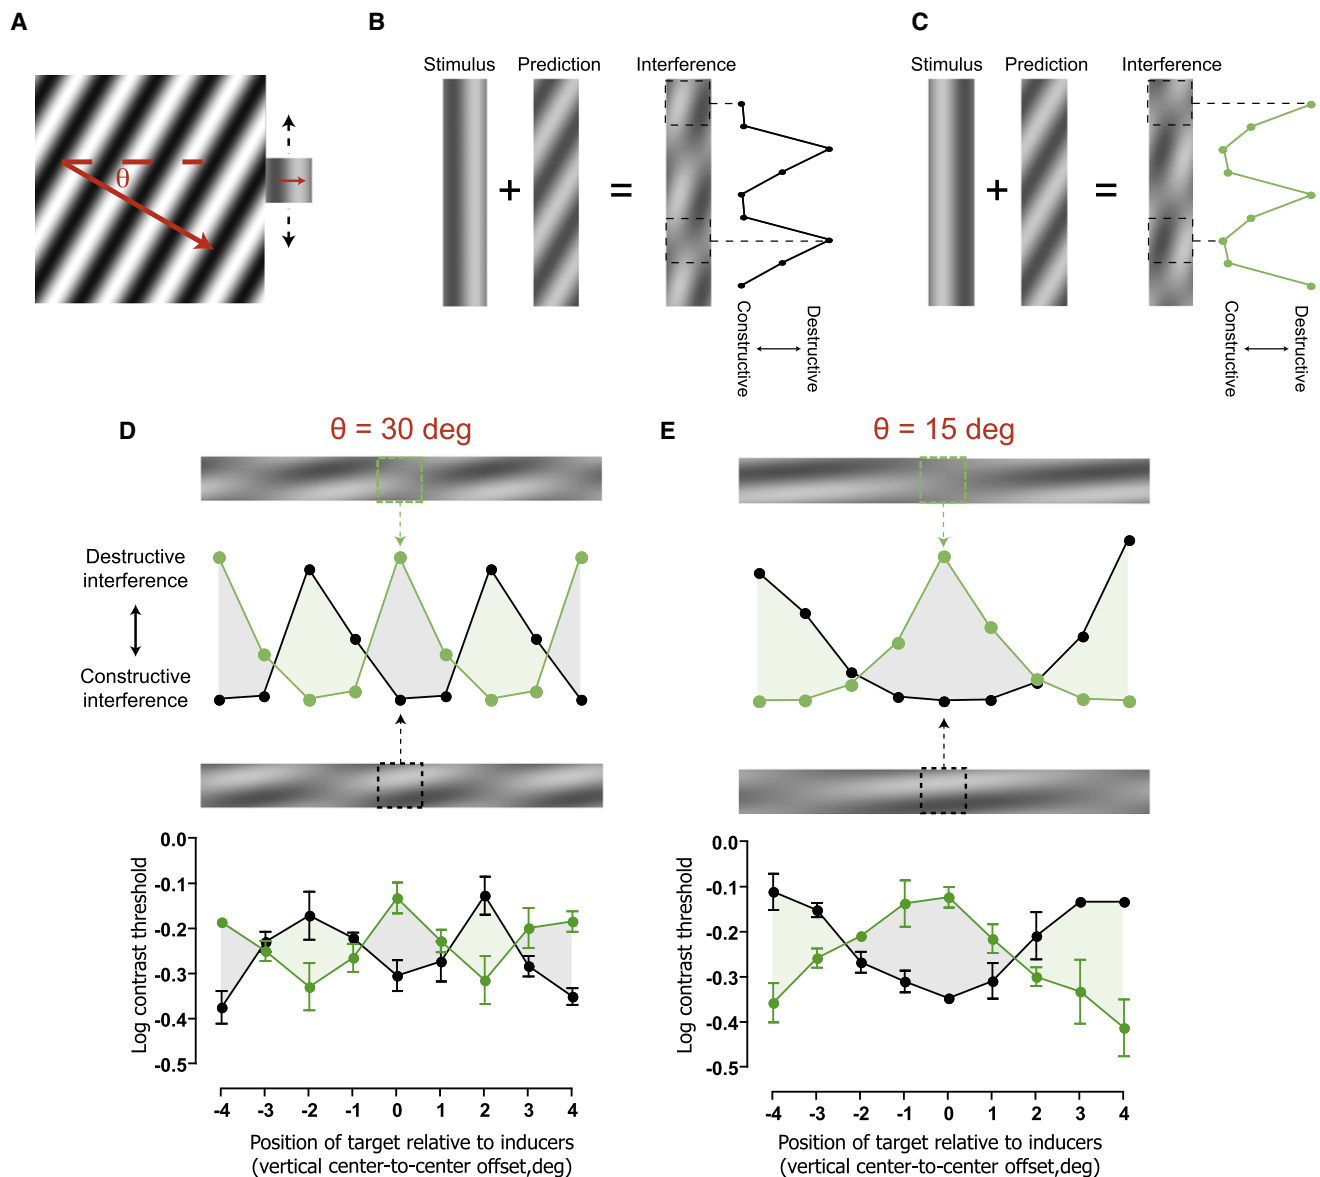 A
B
C
θ
Stimulus
Prediction
Interference
+
=
Constructive
Destructive
Stimulus
Prediction
Interference
+
=
Constructive
Destructive
D
θ = 30 deg
E
θ = 15 deg
Destructive
interference
Constructive
interference
0.0
-0.1
-0.2
-0.3
-0.4
-0.5
Log contrast threshold
-4 -3 -2 -1 0 1 2 3 4
Position of target relative to inducers
(vertical center-to-center offset,deg)
0.0
-0.1
-0.2
-0.3
-0.4
-0.5
Log contrast threshold
-4 -3 -2 -1 0 1 2 3 4
Position of target relative to inducers
(vertical center-to-center offset,deg)